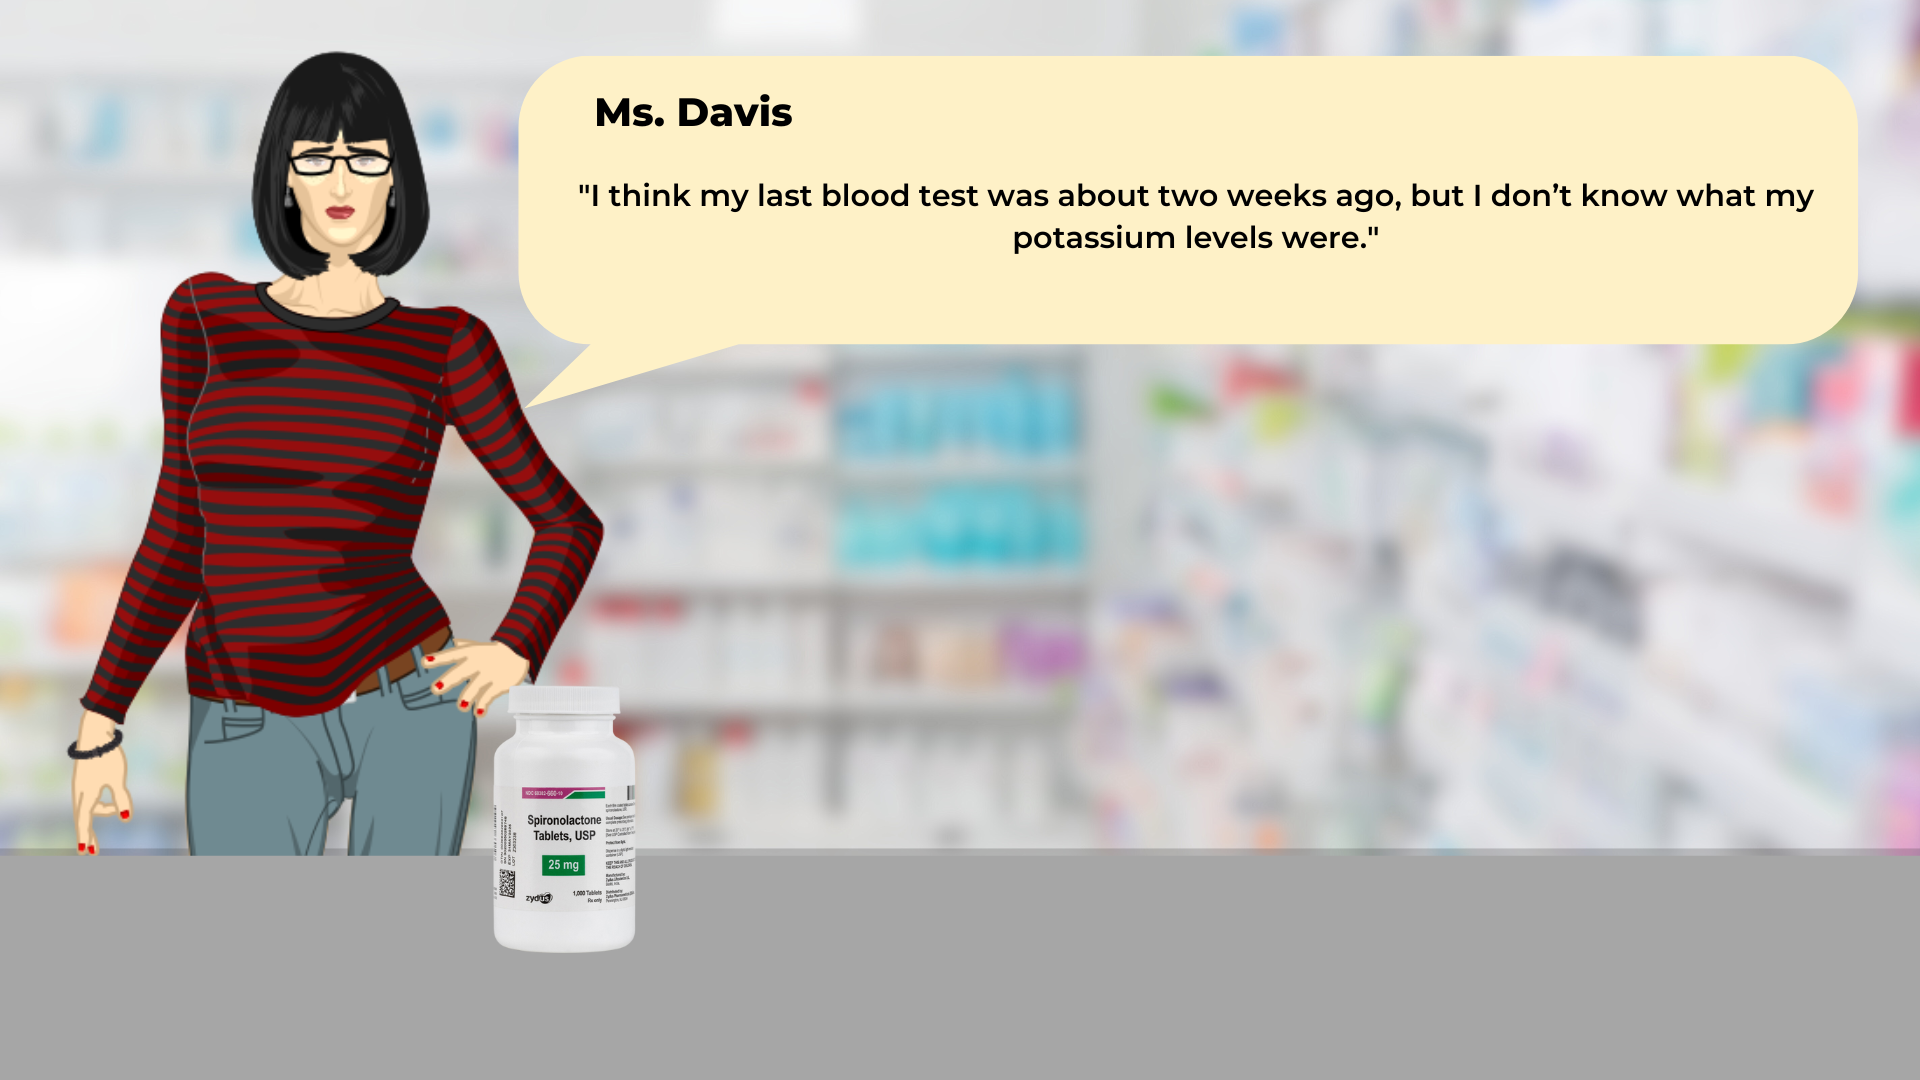 Ms. Davis
"I think my last blood test was about two weeks ago, but I don’t know what my
potassium levels were."
Spironolactone
Tablets, USP
25 mg
zydus
1,000 Tablets
Rx only